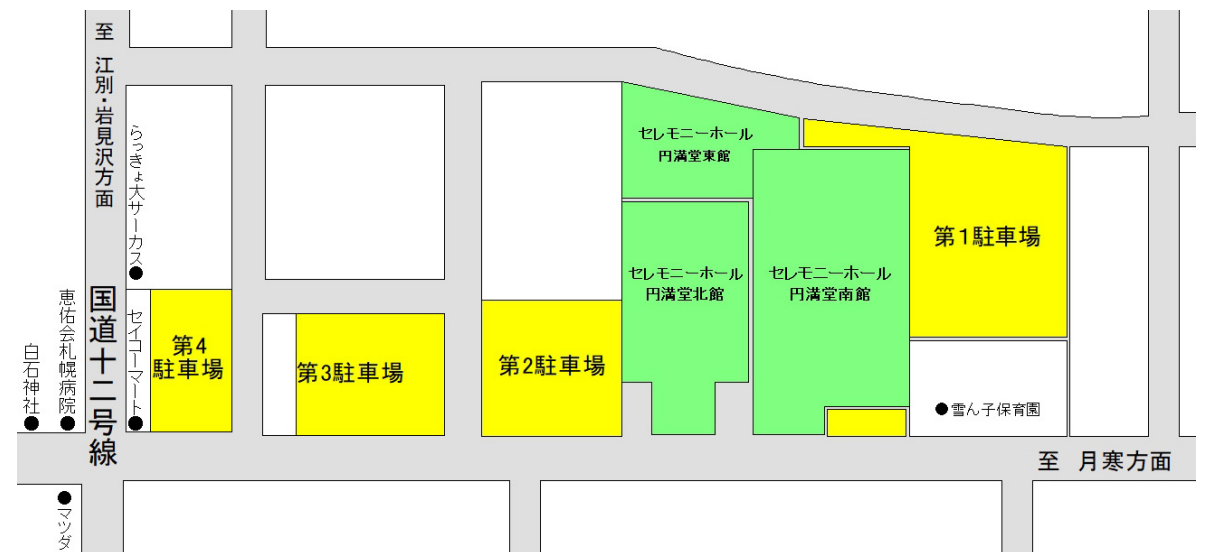 至 江別・岩見沢方面
国道十二号線
らっきょ大サーカス
セイコーマート
恵佑会札幌病院
白石神社
マツダ
第4
駐車場
第3駐車場
第2駐車場
セレモニーホール
円満堂東館
セレモニーホール
円満堂北館
セレモニーホール
円満堂南館
第1駐車場
雪ん子保育園
至 月寒方面